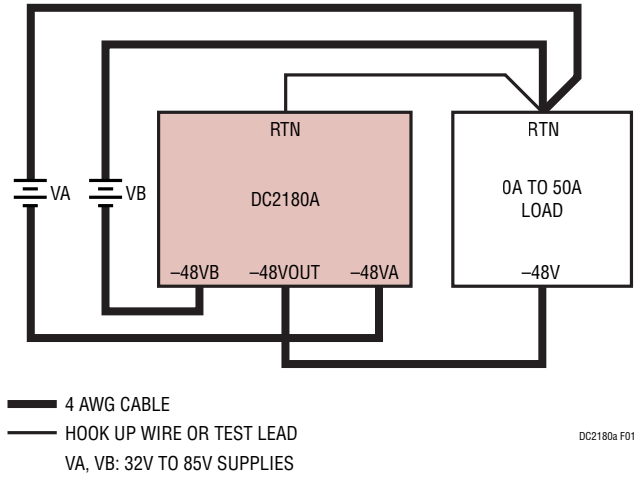 RTN
RTN
VA
VB
DC2180A
0A TO 50A
LOAD
–48VB
–48VOUT
–48VA
–48V
4 AWG CABLE
HOOK UP WIRE OR TEST LEAD
DC2180a F01
VA, VB: 32V TO 85V SUPPLIES